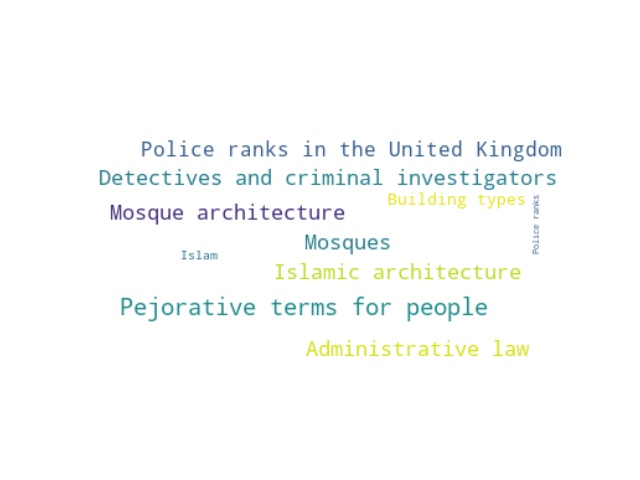 Police ranks in the United Kingdom
Detectives and criminal investigators
Building types
Police ranks
Mosque architecture
Mosques
Islam
Islamic architecture
Pejorative terms for people
Administrative law